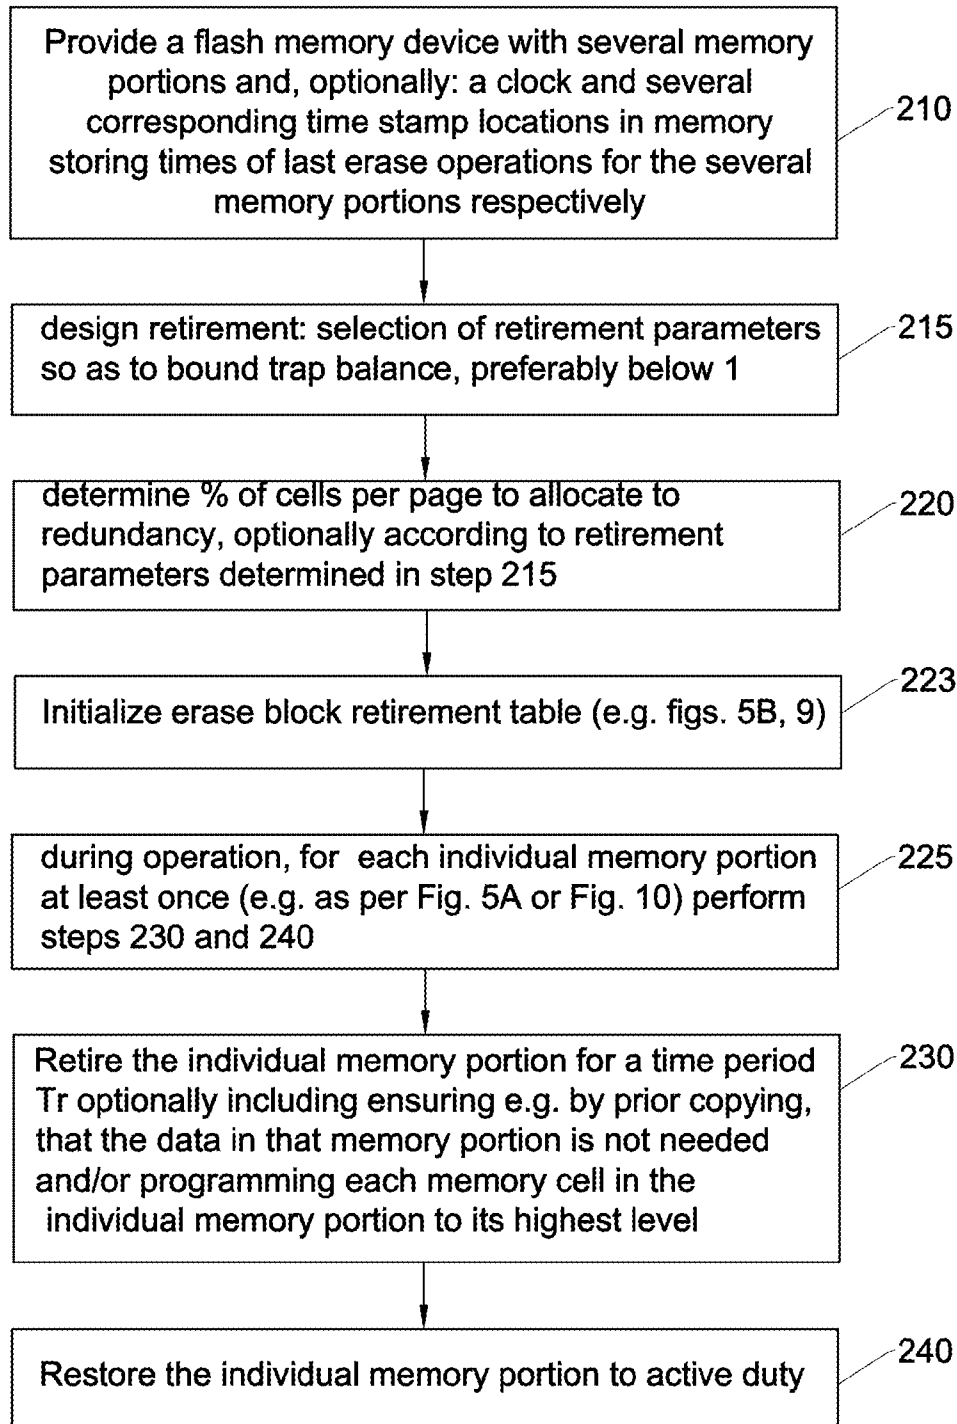 Provide a flash memory device with several memory
portions and, optionally: a clock and several
corresponding time stamp locations in memory
storing times of last erase operations for the several
memory portions respectively
210
design retirement: selection of retirement parameters
so as to bound trap balance, preferably below 1
215
determine % of cells per page to allocate to
redundancy, optionally according to retirement
parameters determined in step 215
220
Initialize erase block retirement table (e.g. figs. 5B, 9)
223
during operation, for each individual memory portion
at least once (e.g. as per Fig. 5A or Fig. 10) perform
steps 230 and 240
225
Retire the individual memory portion for a time period
Tr optionally including ensuring e.g. by prior copying,
that the data in that memory portion is not needed
and/or programming each memory cell in the
individual memory portion to its highest level
230
Restore the individual memory portion to active duty
240